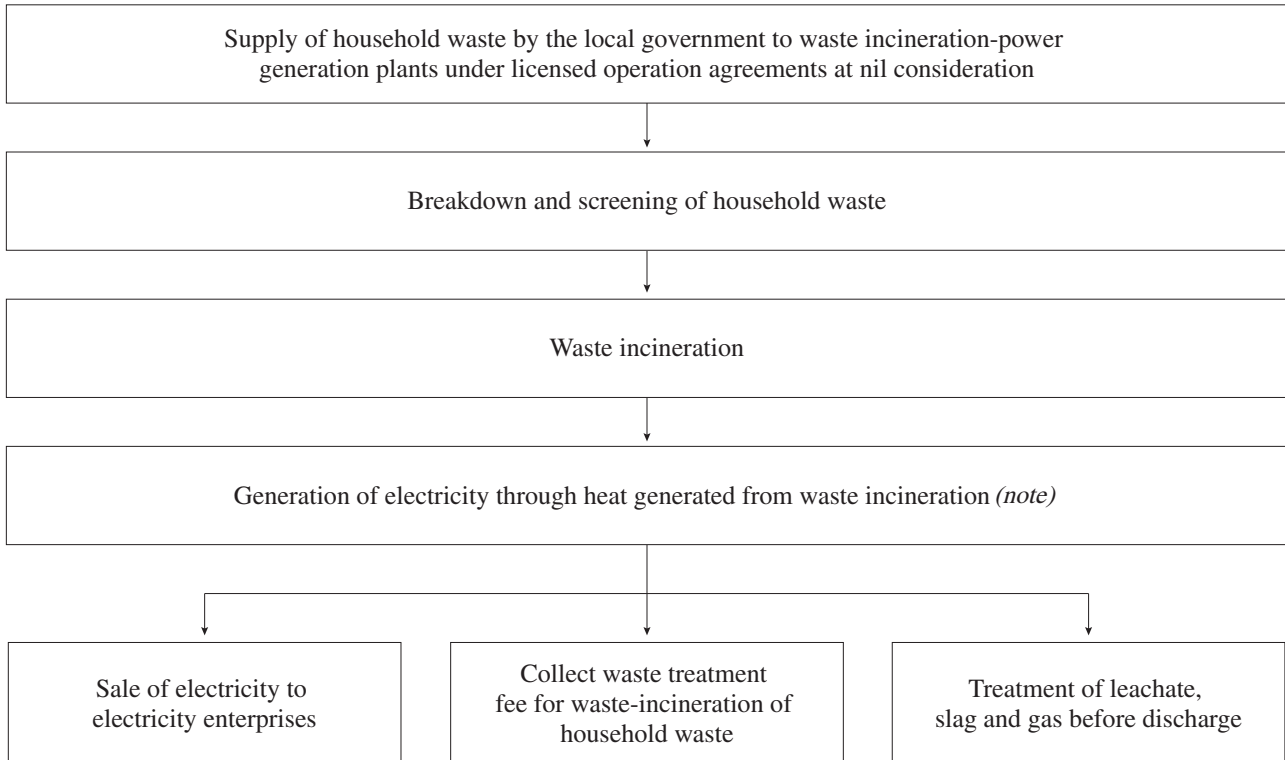 Supply of household waste by the local government to waste incineration-power
generation plants under licensed operation agreements at nil consideration
Breakdown and screening of household waste
Waste incineration
Generation of electricity through heat generated from waste incineration (note)
Sale of electricity to
electricity enterprises
Collect waste treatment
fee for waste-incineration of
household waste
Treatment of leachate,
slag and gas before discharge